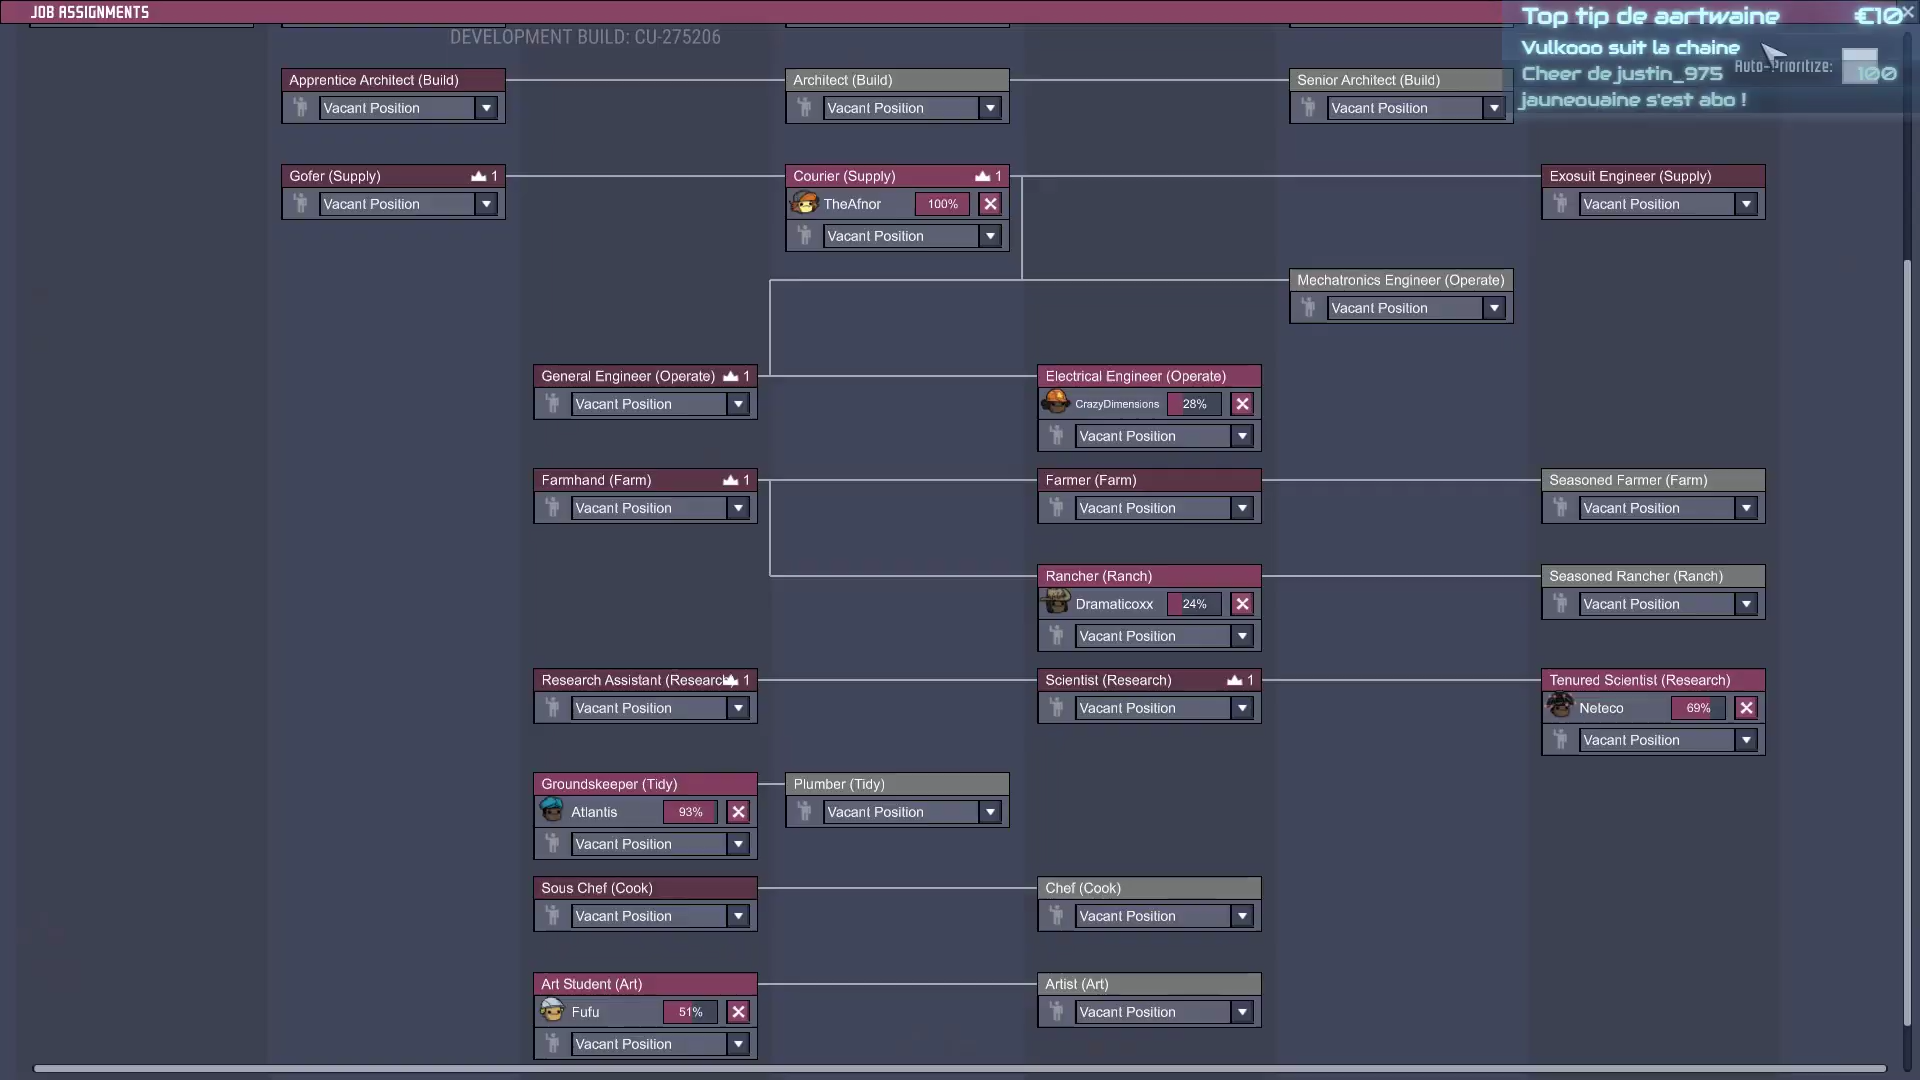 JOB ASSIGNMENTS
Top tip de aartwaine €10
DEVELOPMENT BUILD: CU-275206
Vulkooo suit la chaine
Auto-Prioritize:
Cheer de justin_975 100
jauneouaine s'est abo !
Apprentice Architect (Build)
Vacant Position
Architect (Build)
Vacant Position
Senior Architect (Build)
Vacant Position
Gofer (Supply) 1
Vacant Position
Courier (Supply) 1
TheAfnor 100%
Vacant Position
Exosuit Engineer (Supply)
Vacant Position
Mechatronics Engineer (Operate)
Vacant Position
General Engineer (Operate) 1
Vacant Position
Electrical Engineer (Operate)
CrazyDimensions 28%
Vacant Position
Farmhand (Farm) 1
Vacant Position
Farmer (Farm)
Vacant Position
Seasoned Farmer (Farm)
Vacant Position
Rancher (Ranch)
Dramaticoxx 24%
Vacant Position
Seasoned Rancher (Ranch)
Vacant Position
Research Assistant (Research) 1
Vacant Position
Scientist (Research) 1
Vacant Position
Tenured Scientist (Research)
Neteco 69%
Vacant Position
Groundskeeper (Tidy)
Atlantis 93%
Vacant Position
Plumber (Tidy)
Vacant Position
Sous Chef (Cook)
Vacant Position
Chef (Cook)
Vacant Position
Art Student (Art)
Fufu 51%
Vacant Position
Artist (Art)
Vacant Position